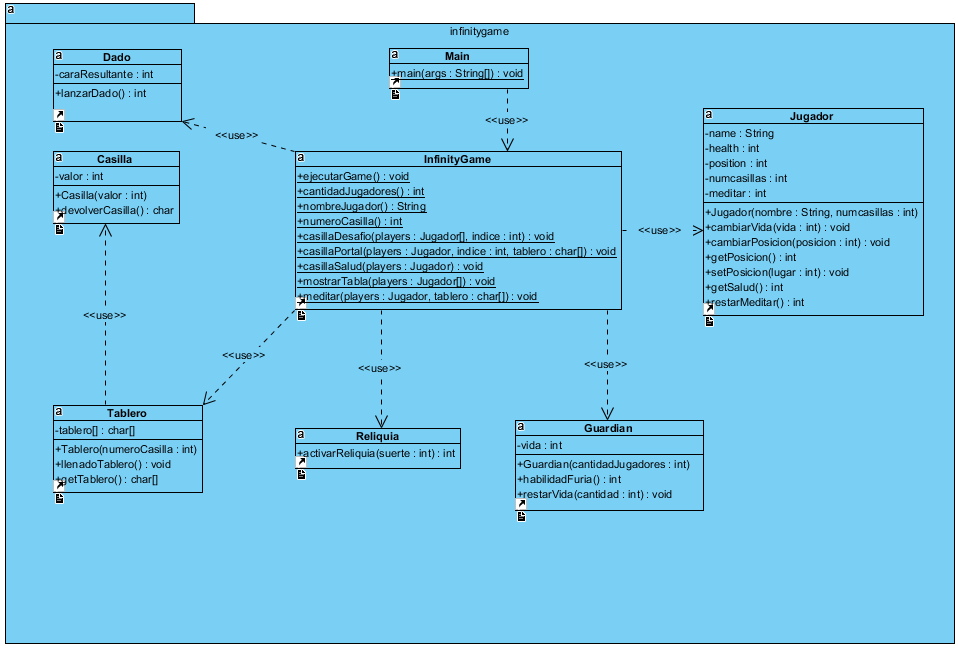 a
infinitygame
a
Dado
-caraResultante : int
+lanzarDado() : int
a
Main
+main(args : String[]) : void
<<use>>
<<use>>
a
Casilla
-valor : int
+Casilla(valor : int)
+devolverCasilla() : char
a
InfinityGame
+ejecutarGame() : void
+cantidadJugadores() : int
+nombreJugador() : String
+numeroCasilla() : int
+casillaDesafio(players : Jugador[], indice : int) : void
+casillaPortal(players : Jugador, indice : int, tablero : char[]) : void
+casillaSalud(players : Jugador) : void
+mostrarTabla(players : Jugador[]) : void
+meditar(players : Jugador, tablero : char[]) : void
<<use>>
a
Jugador
-name : String
-health : int
-position : int
-numcasillas : int
-meditar : int
+Jugador(nombre : String, numcasillas : int)
+cambiarVida(vida : int) : void
+cambiarPosicion(posicion : int) : void
+getPosicion() : int
+setPosicion(lugar : int) : void
+getSalud() : int
+restarMeditar() : int
<<use>>
<<use>>
<<use>>
<<use>>
a
Tablero
-tablero[] : char[]
+Tablero(numeroCasilla : int)
+llenadoTablero() : void
+getTablero() : char[]
a
Reliquia
+activarReliquia(suerte : int) : int
a
Guardian
-vida : int
+Guardian(cantidadJugadores : int)
+habilidadFuria() : int
+restarVida(cantidad : int) : void